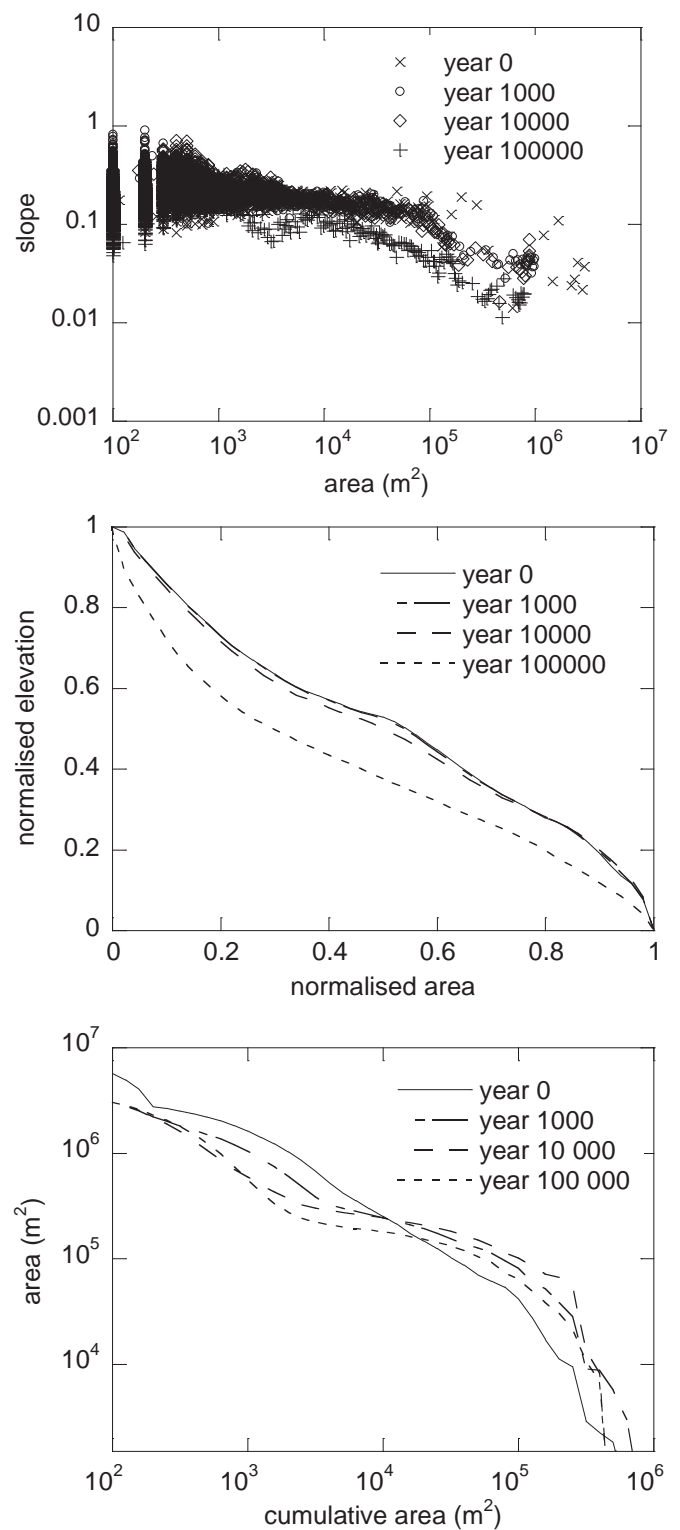 10
1
0.1
0.01
0.001
slope
year 0
year 1000
year 10000
year 100000
10² 10³ 10⁴ 10⁵ 10⁶ 10⁷
area (m²)
1
0.8
0.6
0.4
0.2
0
normalised elevation
year 0
year 1000
year 10000
year 100000
0 0.2 0.4 0.6 0.8 1
normalised area
10⁷
10⁶
10⁵
10⁴
area (m²)
year 0
year 1000
year 10 000
year 100 000
10² 10³ 10⁴ 10⁵ 10⁶
cumulative area (m²)